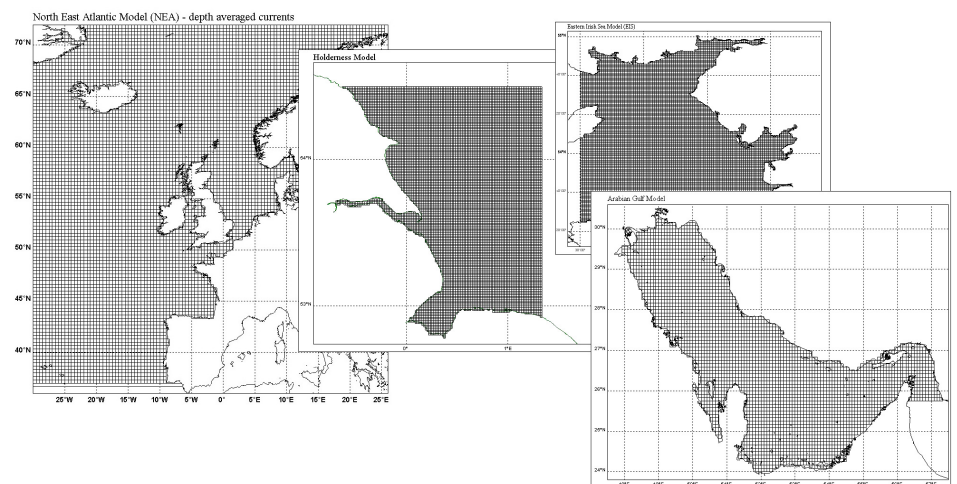 North East Atlantic Model (NEA) - depth averaged currents
70°N
65°N
60°N
55°N
50°N
45°N
40°N
25°W 20°W 15°W 10°W 5°W 0° 5°E 10°E 15°E 20°E 25°E
Holderness Model
54°N
53°N
0° 1°E
Eastern Irish Sea Model (EIS)
Arabian Gulf Model
30°N
29°N
28°N
27°N
26°N
25°N
24°N